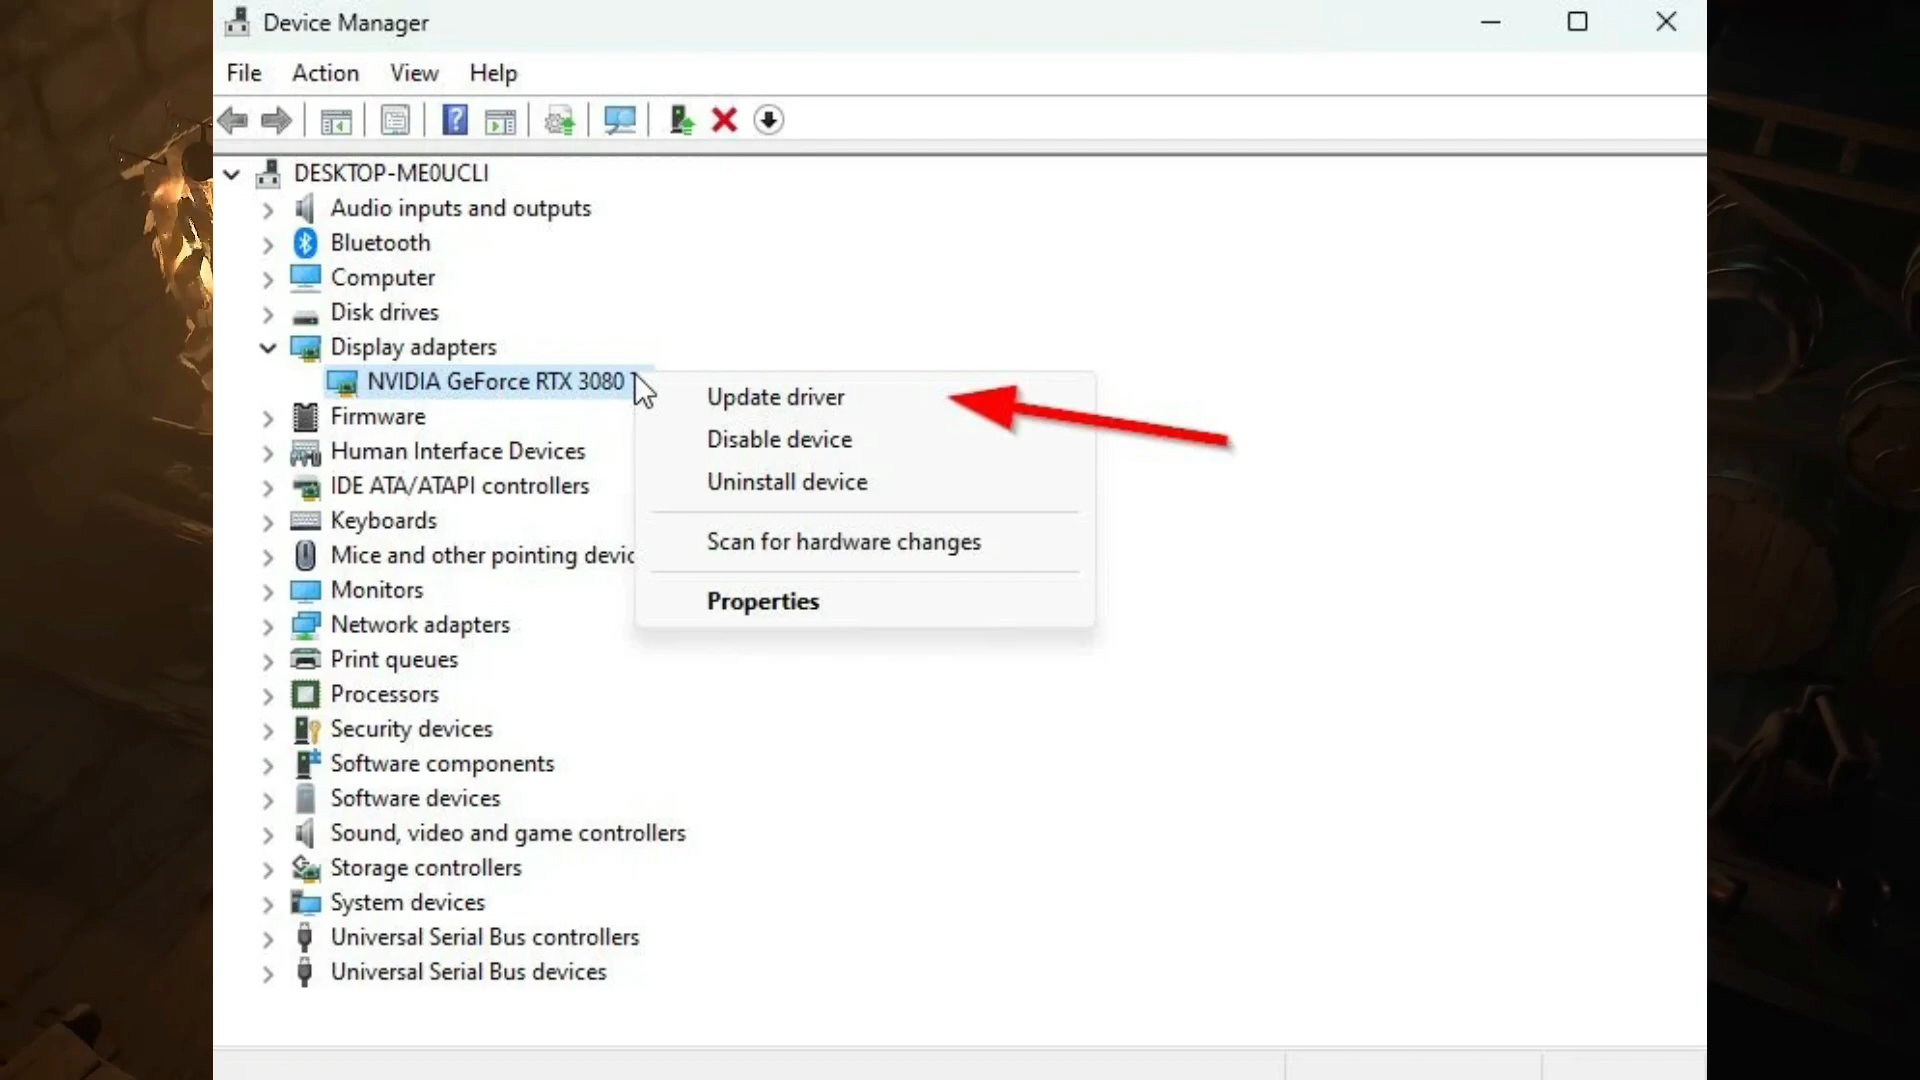 Device Manager
File Action View Help
DESKTOP-ME0UCLI
Audio inputs and outputs
Bluetooth
Computer
Disk drives
Display adapters
NVIDIA GeForce RTX 3080
Update driver
Disable device
Uninstall device
Scan for hardware changes
Properties
Firmware
Human Interface Devices
IDE ATA/ATAPI controllers
Keyboards
Mice and other pointing
Monitors
Network adapters
Print queues
Processors
Security devices
Software components
Software devices
Sound, video and game controllers
Storage controllers
System devices
Universal Serial Bus controllers
Universal Serial Bus devices